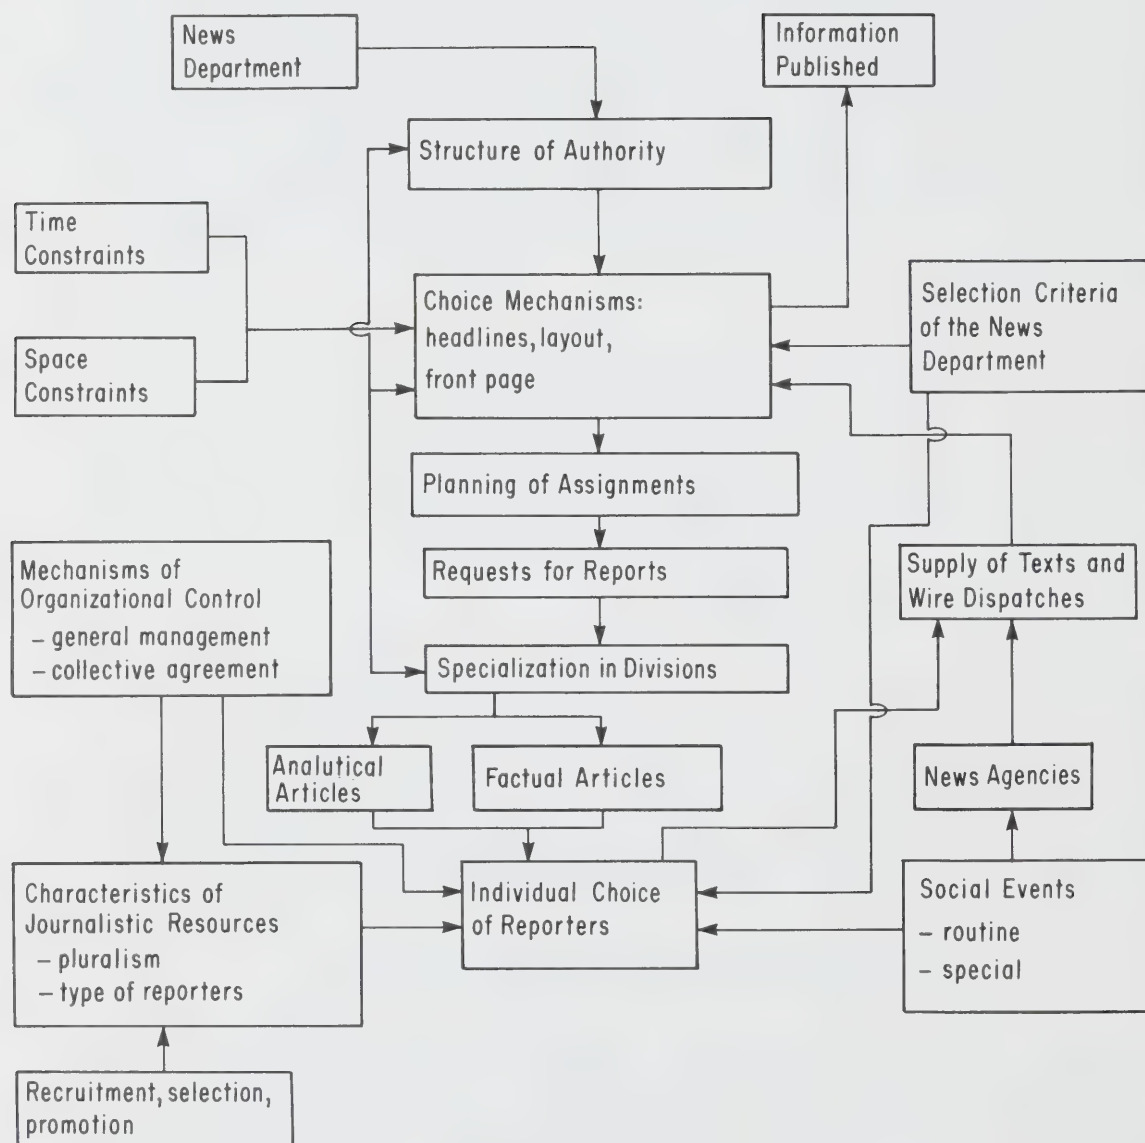 News
Department
Information
Published
Structure of Authority
Time
Constraints
Choice Mechanisms:
headlines, layout,
front page
Selection Criteria
of the News
Department
Space
Constraints
Planning of Assignments
Mechanisms of
Organizational Control
– general management
– collective agreement
Requests for Reports
Supply of Texts and
Wire Dispatches
Specialization in Divisions
Analutical
Articles
Factual Articles
News Agencies
Characteristics of
Journalistic Resources
– pluralism
– type of reporters
Individual Choice
of Reporters
Social Events
– routine
– special
Recruitment, selection,
promotion